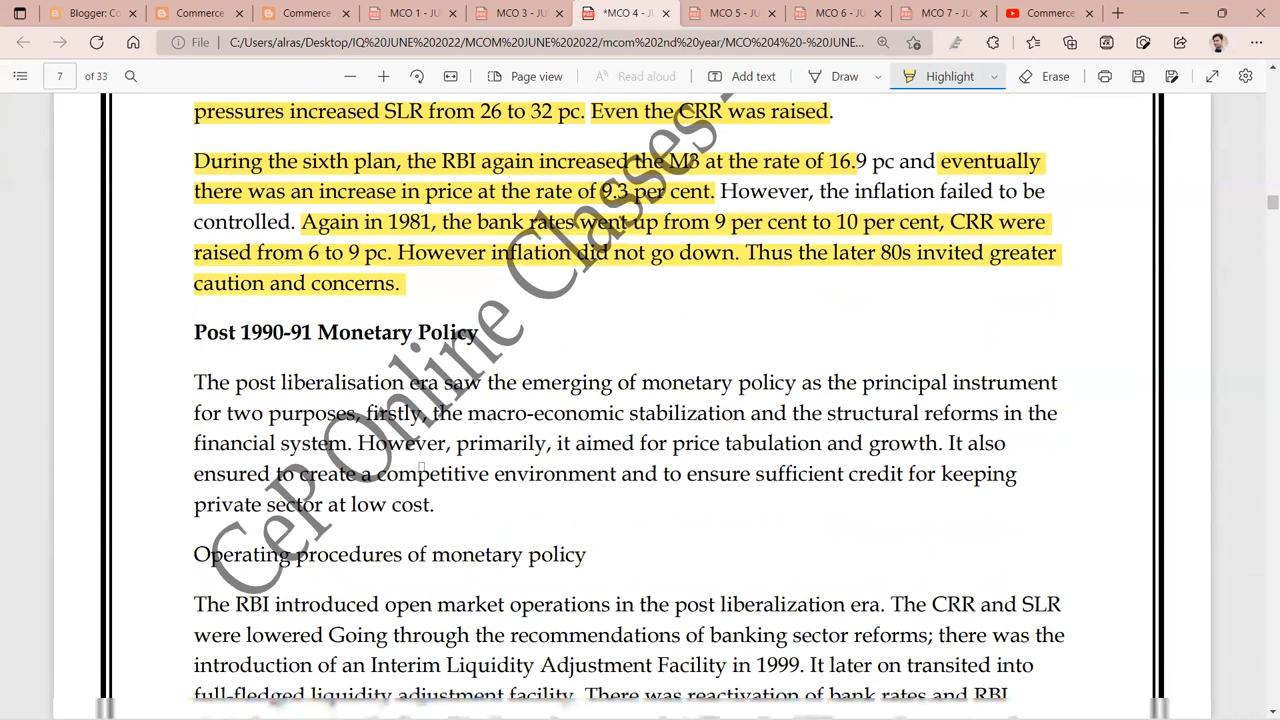 Blogger: Co
Commerce
Commerce
MCO 1 - JU
MCO 3 - JU
*MCO 4 - J
MCO 5 - JU
MCO 6 - JU
MCO 7 - JU
Commerce
File
C:/Users/alras/Desktop/IQ%20JUNE%202022/MCOM%20JUNE%202022/mcom%202nd%20year/MCO%204%20-%20JUNE...
7
of 33
Page view
Read aloud
Add text
Draw
Highlight
Erase
pressures increased SLR from 26 to 32 pc. Even the CRR was raised.
During the sixth plan, the RBI again increased the M3 at the rate of 16.9 pc and eventually
there was an increase in price at the rate of 9.3 per cent. However, the inflation failed to be
controlled. Again in 1981, the bank rates went up from 9 per cent to 10 per cent, CRR were
raised from 6 to 9 pc. However inflation did not go down. Thus the later 80s invited greater
caution and concerns.
Post 1990-91 Monetary Policy
The post liberalisation era saw the emerging of monetary policy as the principal instrument
for two purposes, firstly, the macro-economic stabilization and the structural reforms in the
financial system. However, primarily, it aimed for price tabulation and growth. It also
ensured to create a competitive environment and to ensure sufficient credit for keeping
private sector at low cost.
Operating procedures of monetary policy
The RBI introduced open market operations in the post liberalization era. The CRR and SLR
were lowered Going through the recommendations of banking sector reforms; there was the
introduction of an Interim Liquidity Adjustment Facility in 1999. It later on transited into
full-fledged liquidity adjustment facility. There was reactivation of bank rates and RBI
Cep Online Classes